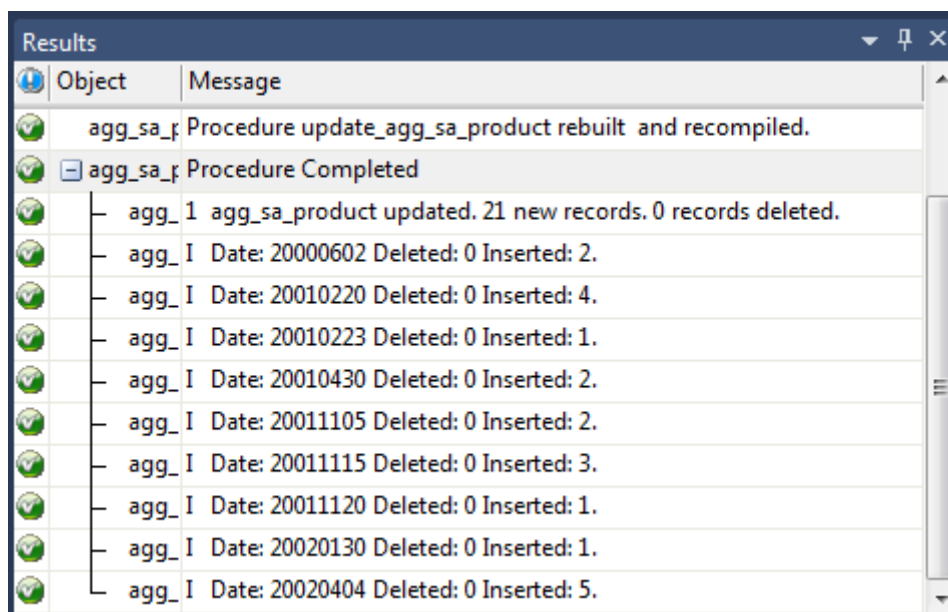 Results
Object Message
agg_sa_p Procedure update_agg_sa_product rebuilt  and recompiled.
agg_sa_p Procedure Completed
agg_ 1  agg_sa_product updated. 21 new records. 0 records deleted.
agg_ I  Date: 20000602 Deleted: 0 Inserted: 2.
agg_ I  Date: 20010220 Deleted: 0 Inserted: 4.
agg_ I  Date: 20010223 Deleted: 0 Inserted: 1.
agg_ I  Date: 20010430 Deleted: 0 Inserted: 2.
agg_ I  Date: 20011105 Deleted: 0 Inserted: 2.
agg_ I  Date: 20011115 Deleted: 0 Inserted: 3.
agg_ I  Date: 20011120 Deleted: 0 Inserted: 1.
agg_ I  Date: 20020130 Deleted: 0 Inserted: 1.
agg_ I  Date: 20020404 Deleted: 0 Inserted: 5.